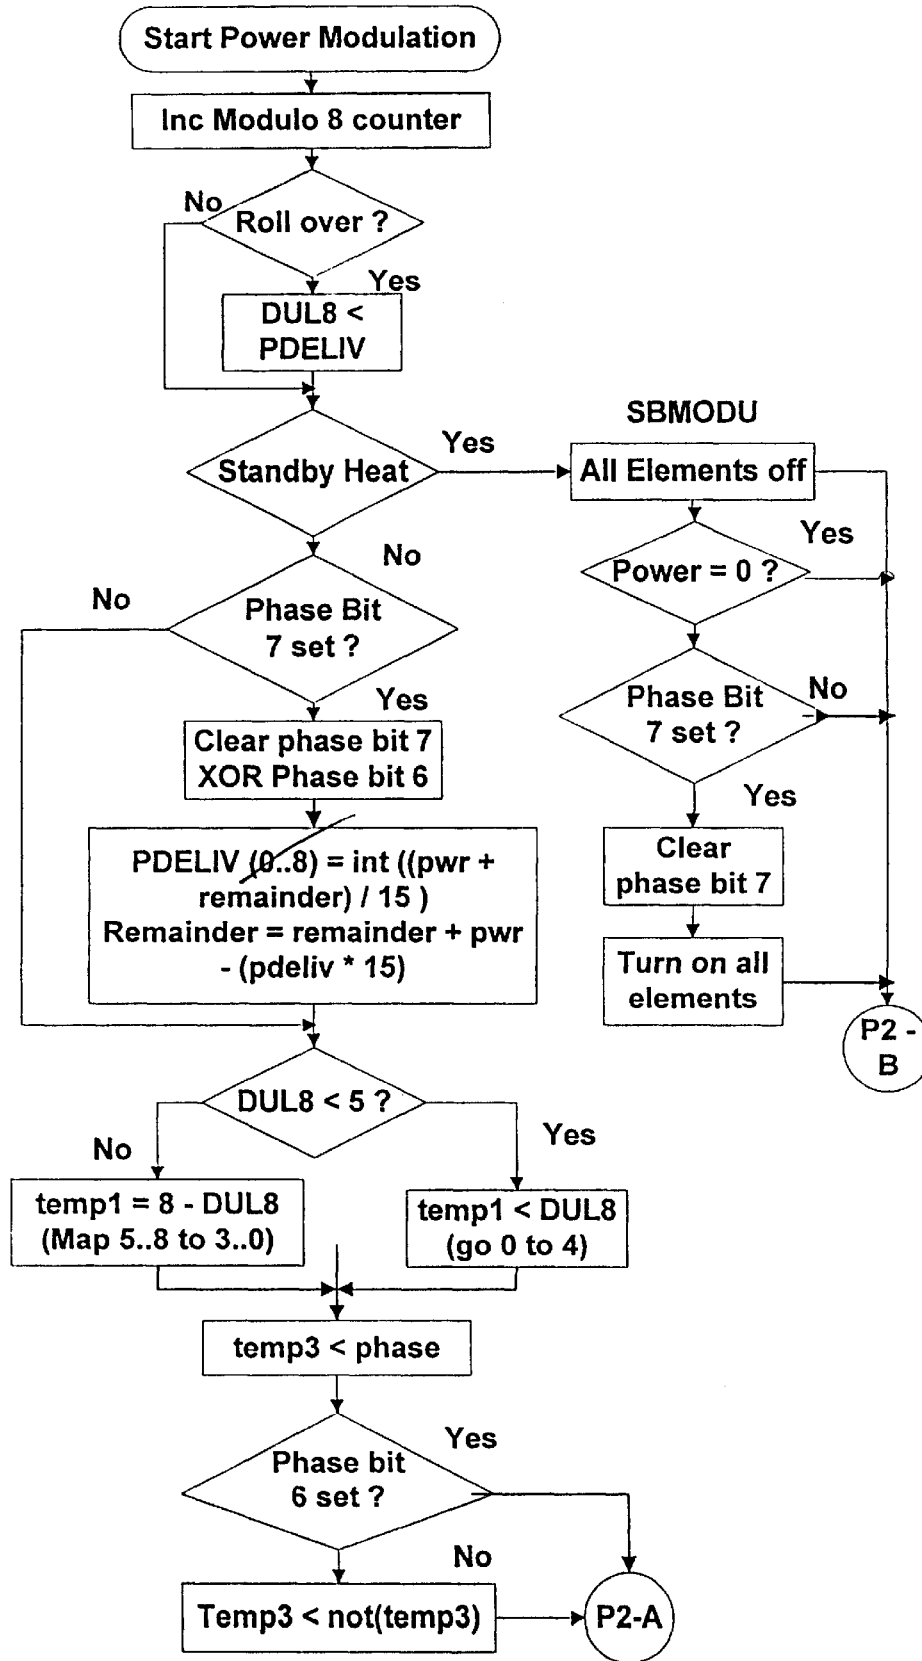 Start Power Modulation
Inc Modulo 8 counter
No
Roll over ?
Yes
DUL8 <
PDELIV
SBMODU
Standby Heat
Yes
All Elements off
No
Power = 0 ?
Yes
No
Phase Bit
7 set ?
Phase Bit
7 set ?
No
Yes
Clear phase bit 7
XOR Phase bit 6
Yes
Clear
phase bit 7
PDELIV (0..8) = int ((pwr +
remainder) / 15 )
Remainder = remainder + pwr
- (pdeliv * 15)
Turn on all
elements
P2 -
B
DUL8 < 5 ?
No
Yes
temp1 = 8 - DUL8
(Map 5..8 to 3..0)
temp1 < DUL8
(go 0 to 4)
temp3 < phase
Phase bit
6 set ?
Yes
No
Temp3 < not(temp3)
P2-A